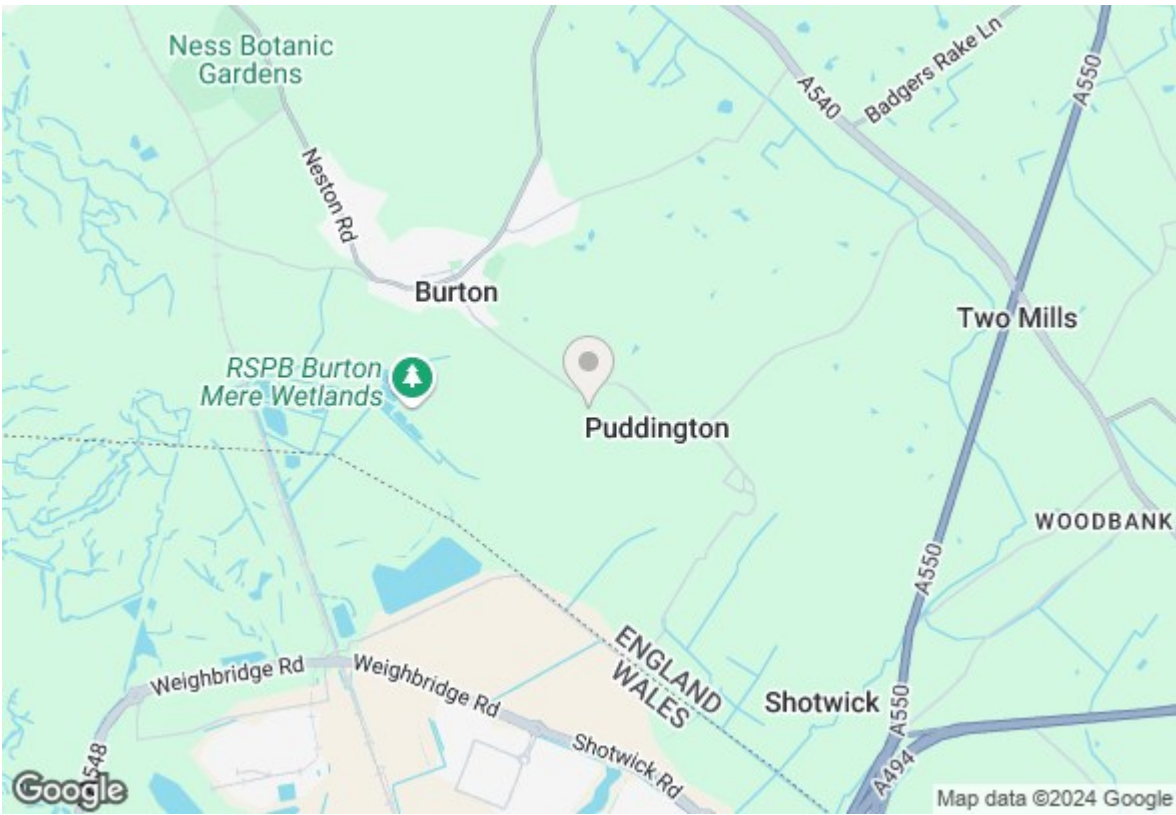 Ness Botanic
Gardens
Badgers Rake Ln
A550
A540
Neston Rd
Burton
Two Mills
RSPB Burton
Mere Wetlands
Puddington
WOODBANK
A550
ENGLAND
WALES
Weighbridge Rd
Weighbridge Rd
Shotwick
A550
Shotwick Rd
A548
A494
Google
Map data ©2024 Google